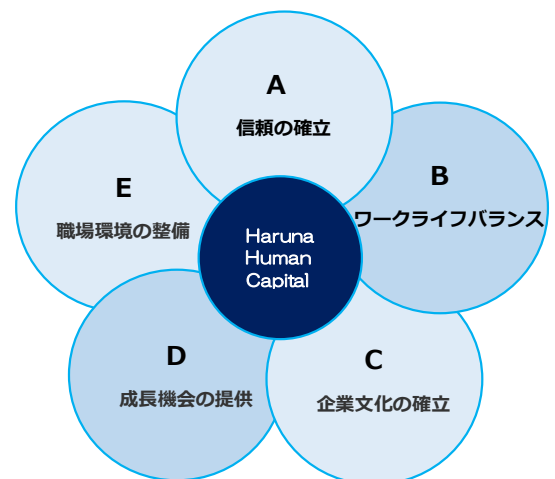 A
信頼の確立
B
ワークライフバランス
C
企業文化の確立
D
成長機会の提供
E
職場環境の整備
Haruna
Human
Capital